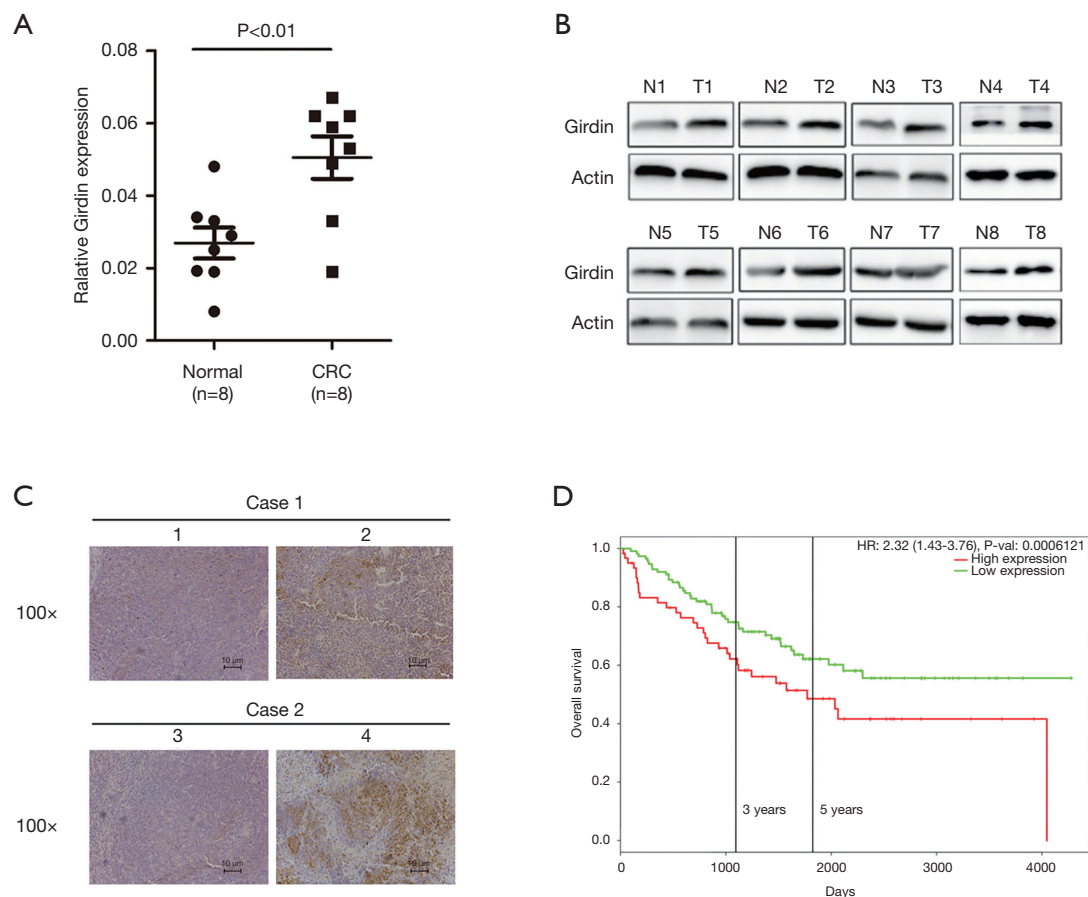 A
P<0.01
0.08
0.06
0.04
0.02
0.00
Ralative Girdin expression
Normal
(n=8)
CRC
(n=8)
B
N1 T1 N2 T2 N3 T3 N4 T4
Girdin
Actin
N5 T5 N6 T6 N7 T7 N8 T8
Girdin
Actin
C
Case 1
1 2
100×
10 μm 10 μm
Case 2
3 4
100×
10 μm 10 μm
D
HR: 2.32 (1.43-3.76), P-val: 0.0006121
High expression
Low expression
1.0
0.8
0.6
0.4
0.2
0.0
Overall survival
3 years 5 years
0 1000 2000 3000 4000
Days